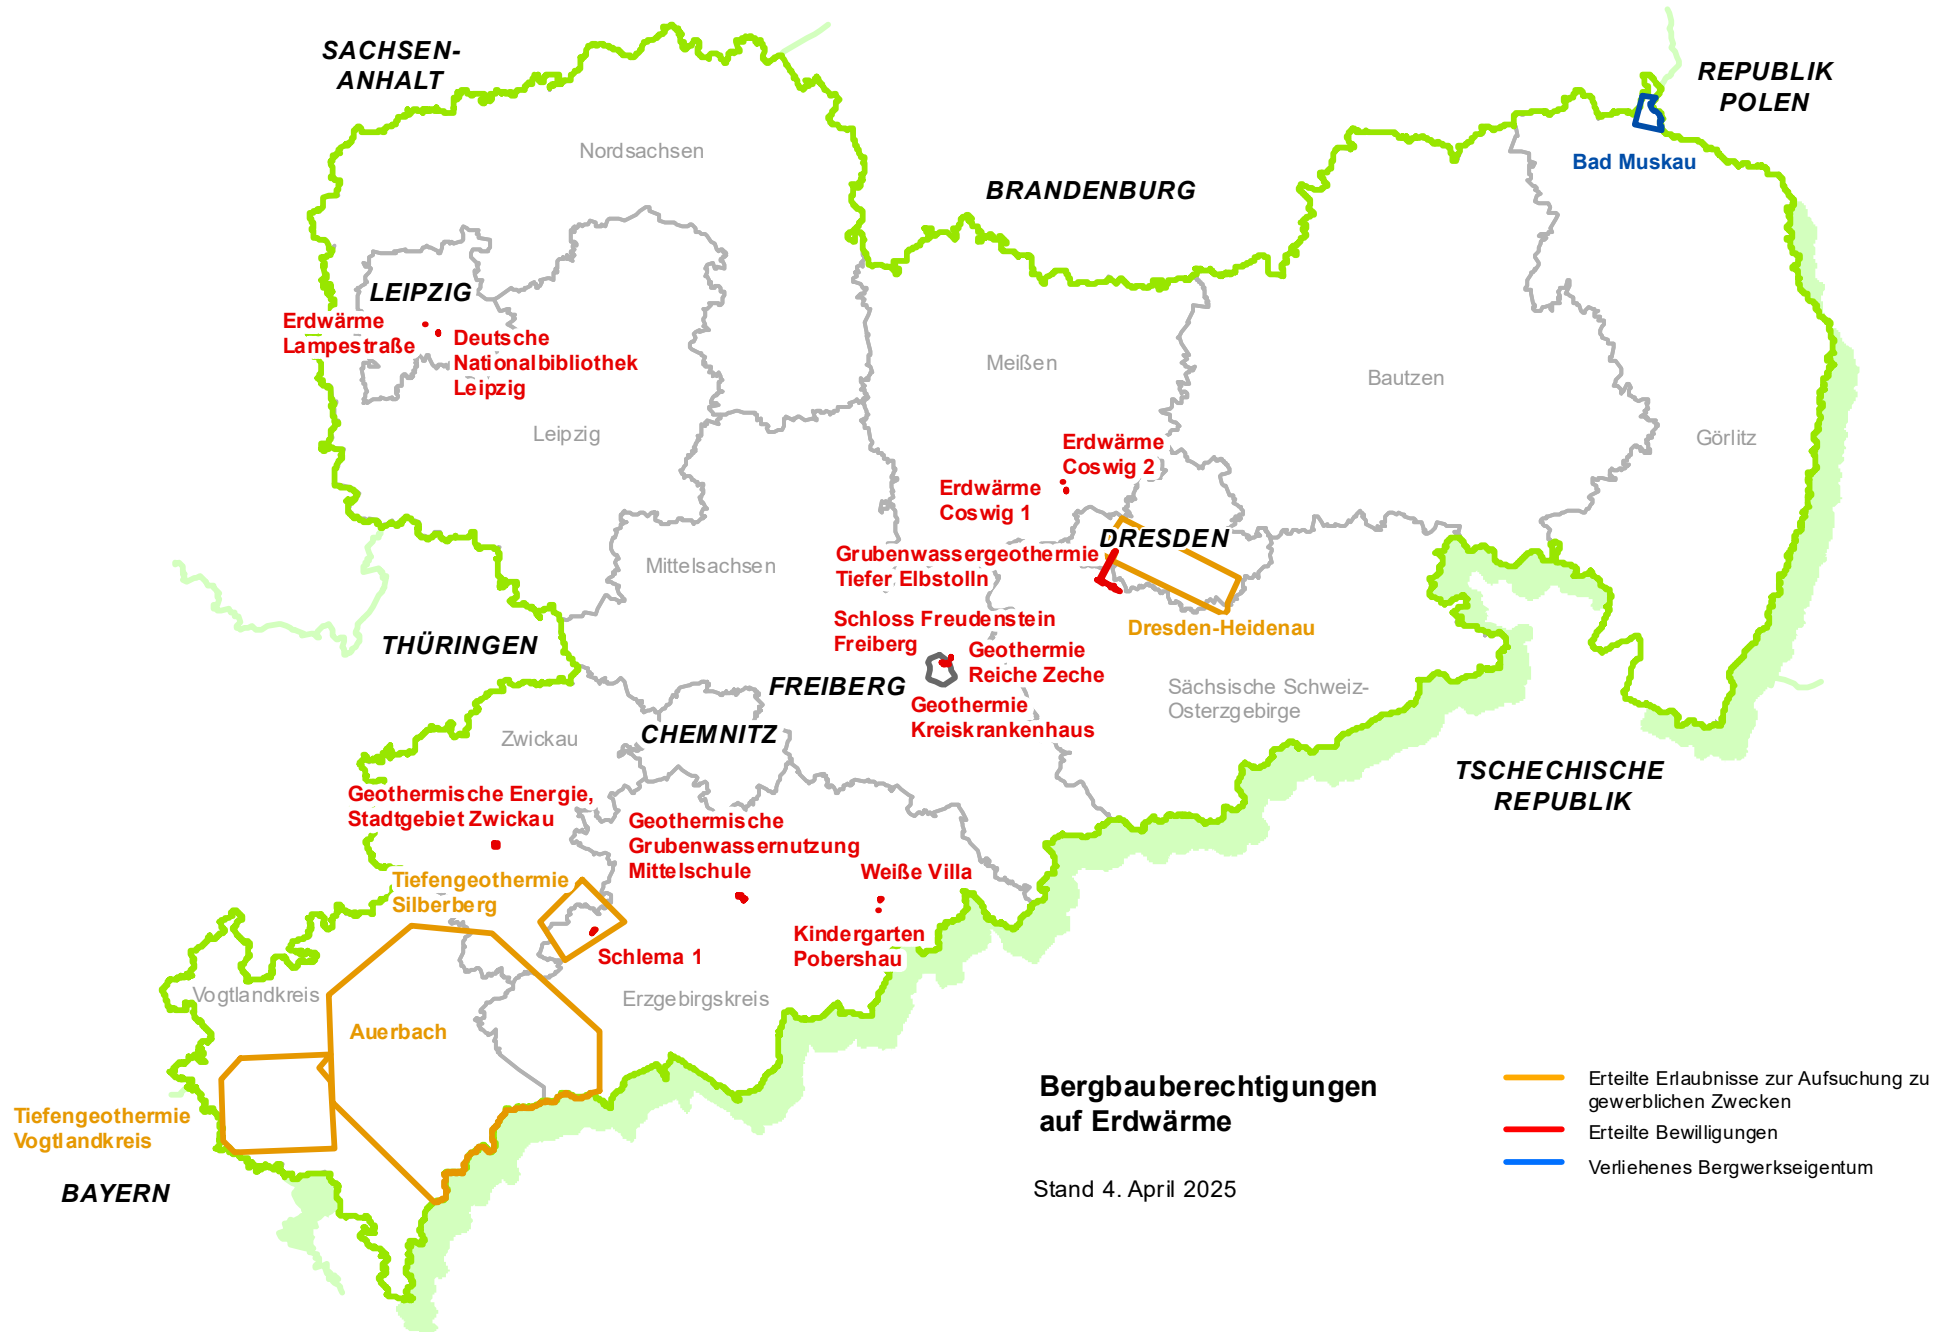 SACHSEN-
ANHALT
REPUBLIK
POLEN
Nordsachsen
Bad Muskau
BRANDENBURG
LEIPZIG
Erdwärme
Lampestraße
Deutsche
Nationalbibliothek
Leipzig
Meißen
Bautzen
Leipzig
Görlitz
Erdwärme
Coswig 2
Erdwärme
Coswig 1
DRESDEN
Grubenwassergeothermie
Tiefer Elbstolln
Mittelsachsen
Schloss Freudenstein
Freiberg
Dresden-Heidenau
THÜRINGEN
Geothermie
Reiche Zeche
FREIBERG
Sächsische Schweiz-
Osterzgebirge
Geothermie
Kreiskrankenhaus
CHEMNITZ
Zwickau
TSCHECHISCHE
REPUBLIK
Geothermische Energie,
Stadtgebiet Zwickau
Geothermische
Grubenwassernutzung
Mittelschule
Weiße Villa
Tiefengeothermie
Silberberg
Kindergarten
Pobershau
Schlema 1
Vogtlandkreis
Erzgebirgskreis
Auerbach
Tiefengeothermie
Vogtlandkreis
BAYERN
Bergbauberechtigungen
auf Erdwärme
Stand 4. April 2025
Erteilte Erlaubnisse zur Aufsuchung zu
gewerblichen Zwecken
Erteilte Bewilligungen
Verliehenes Bergwerkseigentum